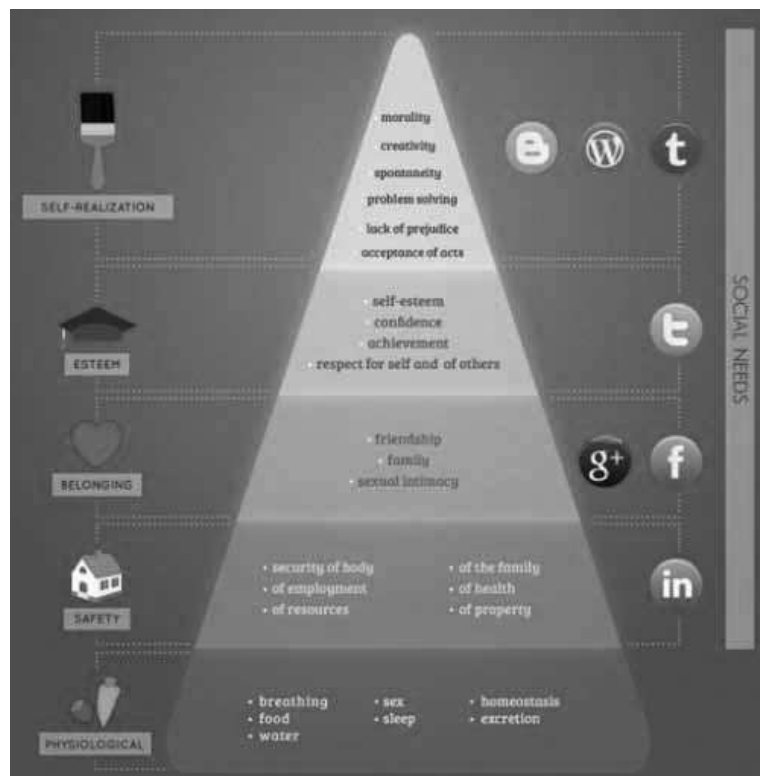 morality
creativity
spontaneity
problem solving
lack of prejudice
acceptance of acts
SELF-REALIZATION
B W t
self-esteem
confidence
achievement
respect for self and of others
ESTEEM
t
friendship
family
sexual intimacy
BELONGING
g+ f
• security of body • of the family
• of employment • of health
• of resources • of property
SAFETY
in
• breathing • sex • homeostasis
• food • sleep • excretion
• water
PHYSIOLOGICAL
SOCIAL NEEDS